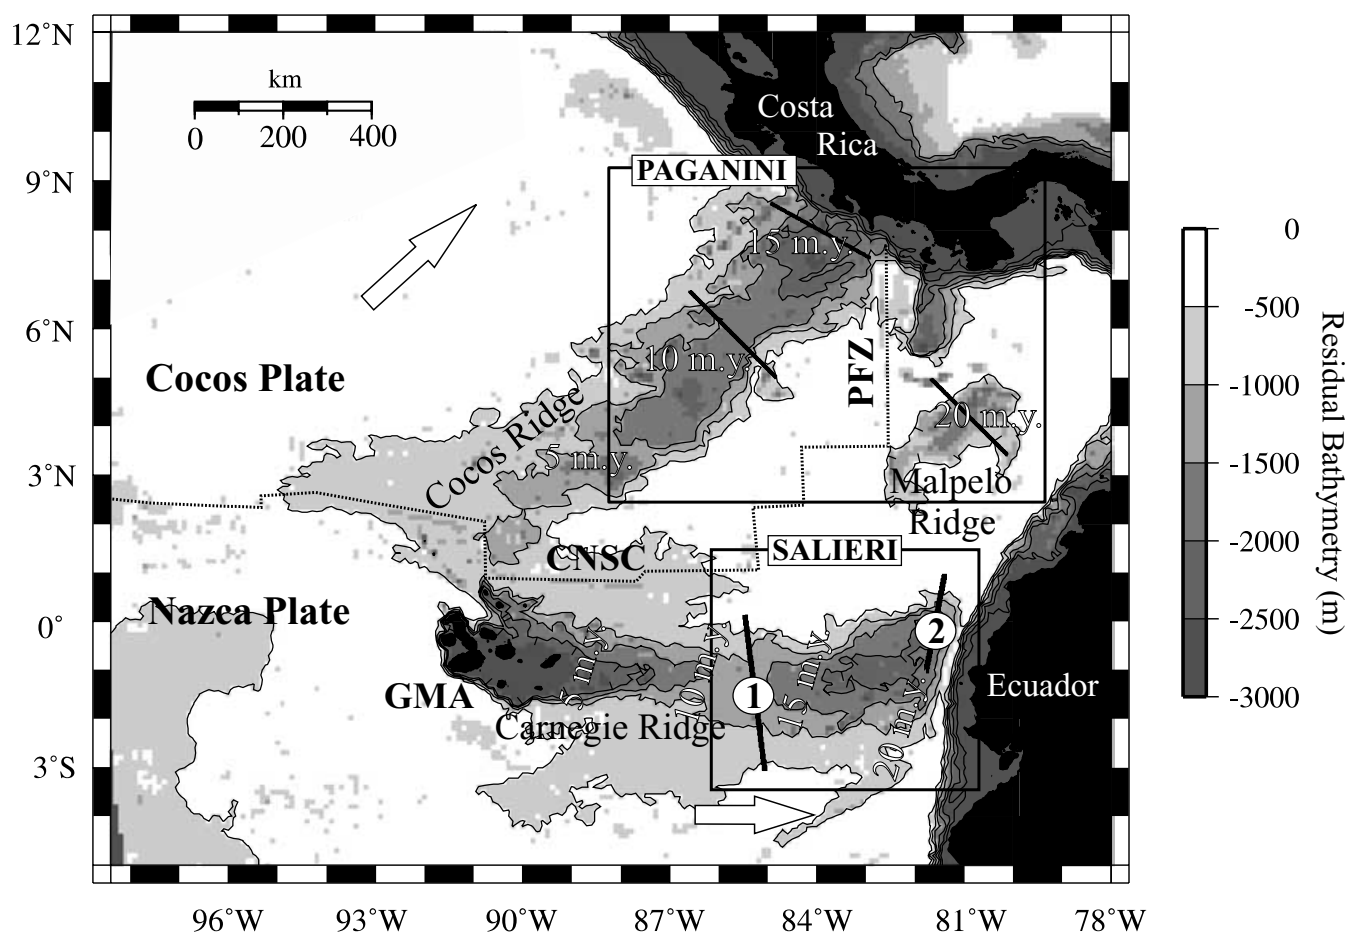 12°N
9°N
6°N
3°N
0°
3°S
96°W
93°W
90°W
87°W
84°W
81°W
78°W
km
0
200
400
Costa
Rica
PAGANINI
15 m.y.
10 m.y.
5 m.y.
20 m.y.
Cocos Plate
Cocos Ridge
PFZ
Malpelo
Ridge
CNSC
SALIERI
Nazca Plate
GMA
Carnegie Ridge
5 m.y.
10 m.y.
15 m.y.
20 m.y.
1
2
Ecuador
0
-500
-1000
-1500
-2000
-2500
-3000
Residual Bathymetry (m)